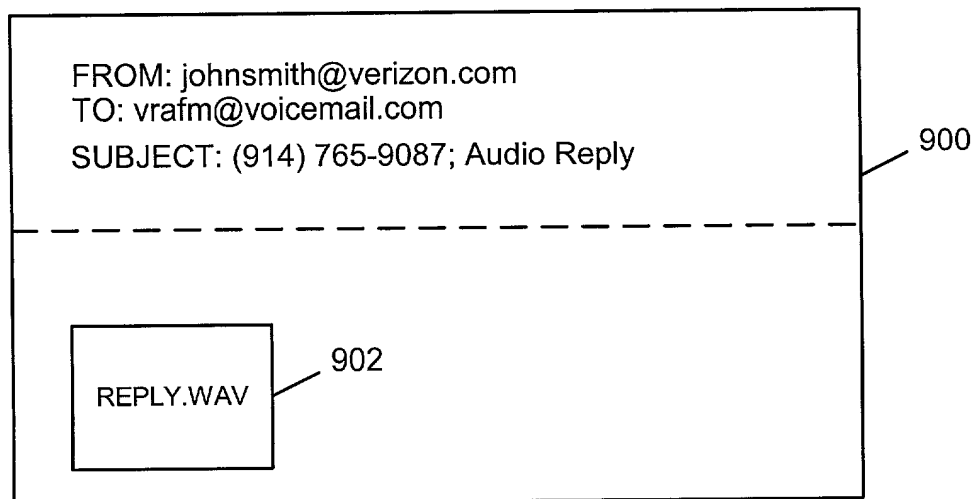 FROM: johnsmith@verizon.com
TO: vrafm@voicemail.com
SUBJECT: (914) 765-9087; Audio Reply
900
902
REPLY.WAV